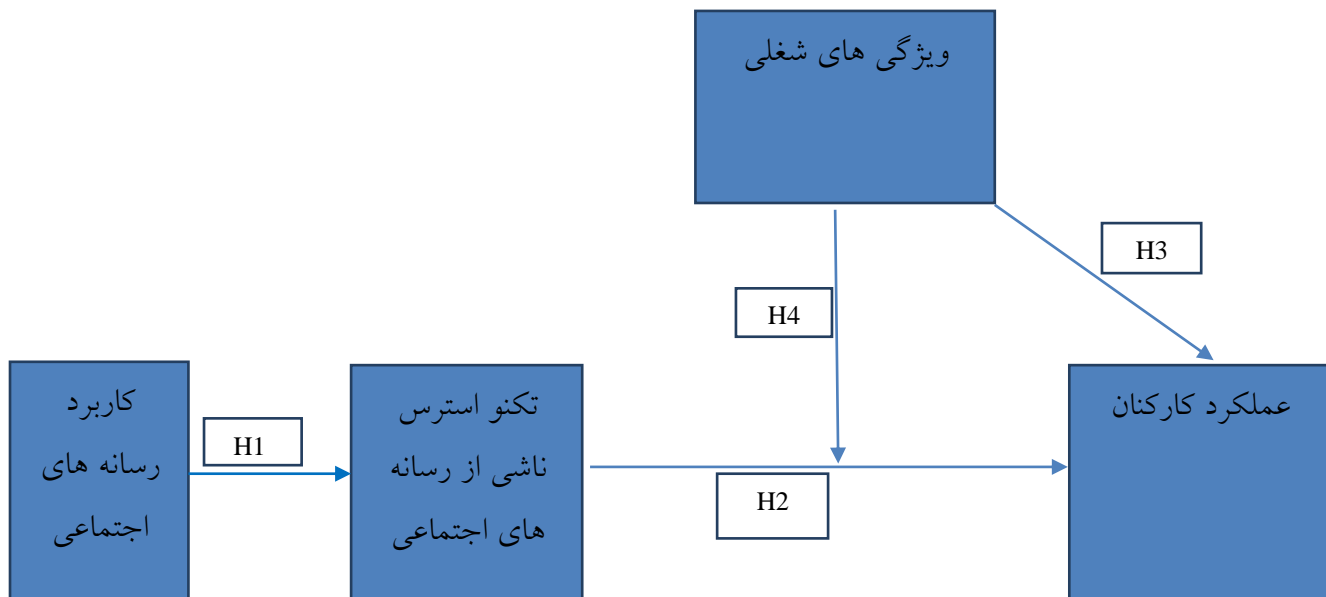 ویژگی های شغلی
H3
H4
کاربرد
رسانه های
اجتماعی
H1
تکنو استرس
ناشی از رسانه
های اجتماعی
H2
عملکرد کارکنان